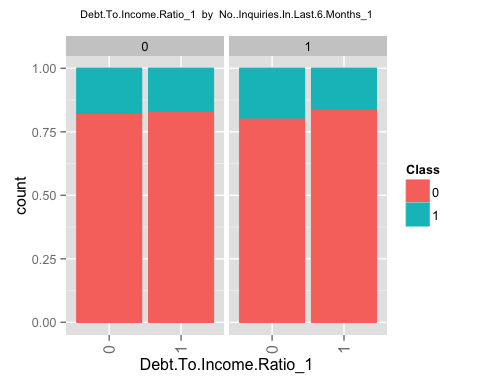 Debt.To.Income.Ratio_1 by No..Inquiries.In.Last.6.Months_1
0 1
1.00
0.75
0.50
0.25
0.00
count
0 1 0 1
Debt.To.Income.Ratio_1
Class
0
1